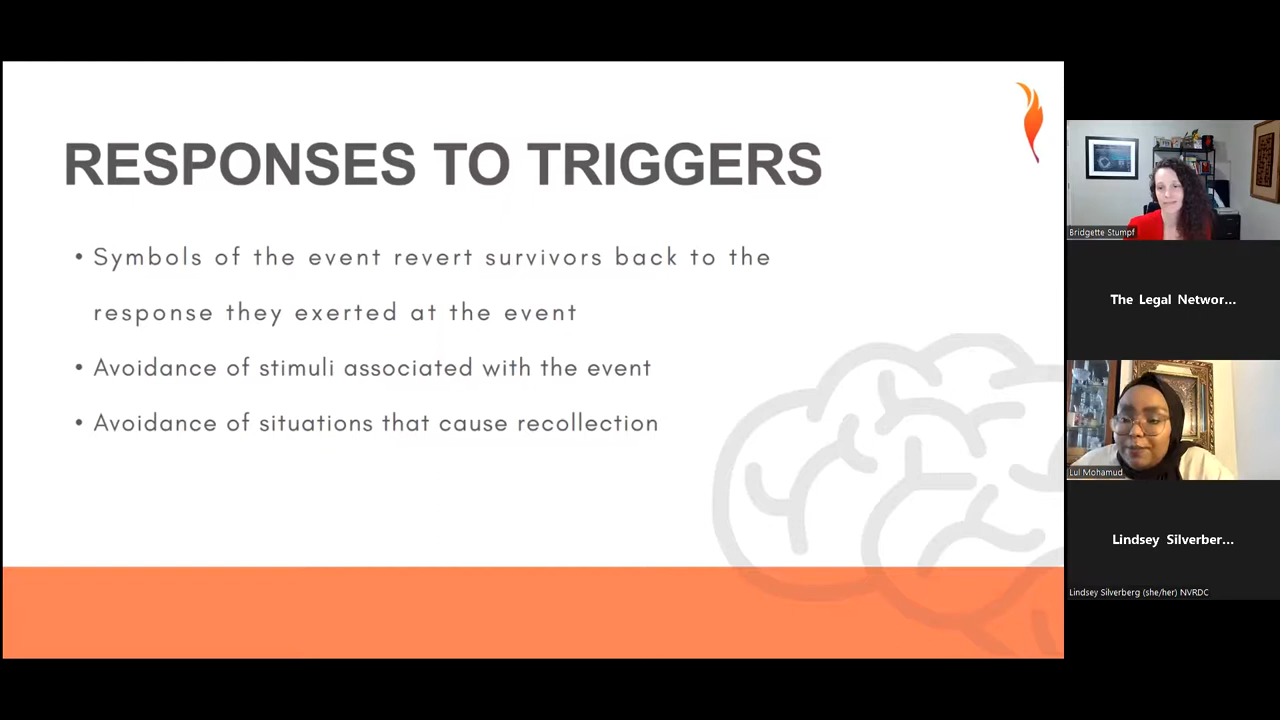 RESPONSES TO TRIGGERS
• Symbols of the event revert survivors back to the
response they exerted at the event
• Avoidance of stimuli associated with the event
• Avoidance of situations that cause recollection
Bridgette Stumpf
The Legal Networ...
Lul Mohamud
Lindsey Silverber...
Lindsey Silverberg (she/her) NVRDC